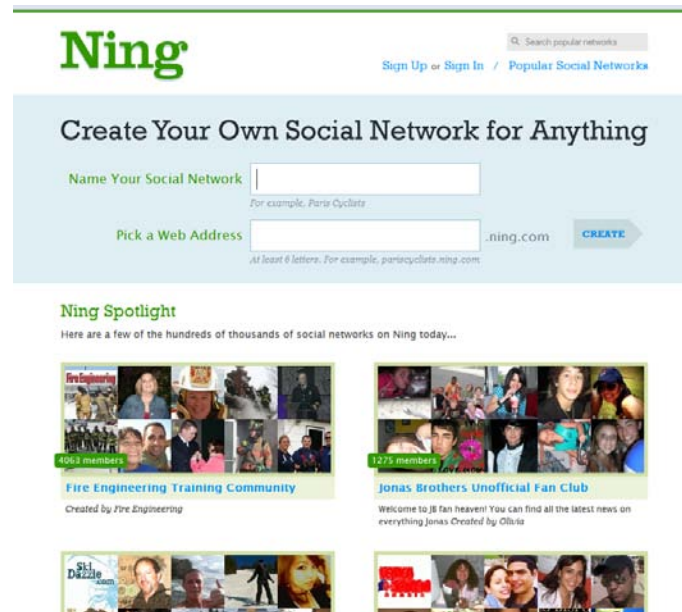 Ning
Search popular networks
Sign Up or Sign In / Popular Social Networks
Create Your Own Social Network for Anything
Name Your Social Network
For example, Paris Cyclists
Pick a Web Address
.ning.com
CREATE
At least 6 letters. For example, pariscyclists.ning.com
Ning Spotlight
Here are a few of the hundreds of thousands of social networks on Ning today...
Fire Engineering
4063 members
Fire Engineering Training Community
Created by Fire Engineering
1275 members
Jonas Brothers Unofficial Fan Club
Welcome to JB fan heaven! You can find all the latest news on
everything Jonas Created by Olivia
Ski
Dazzle.com